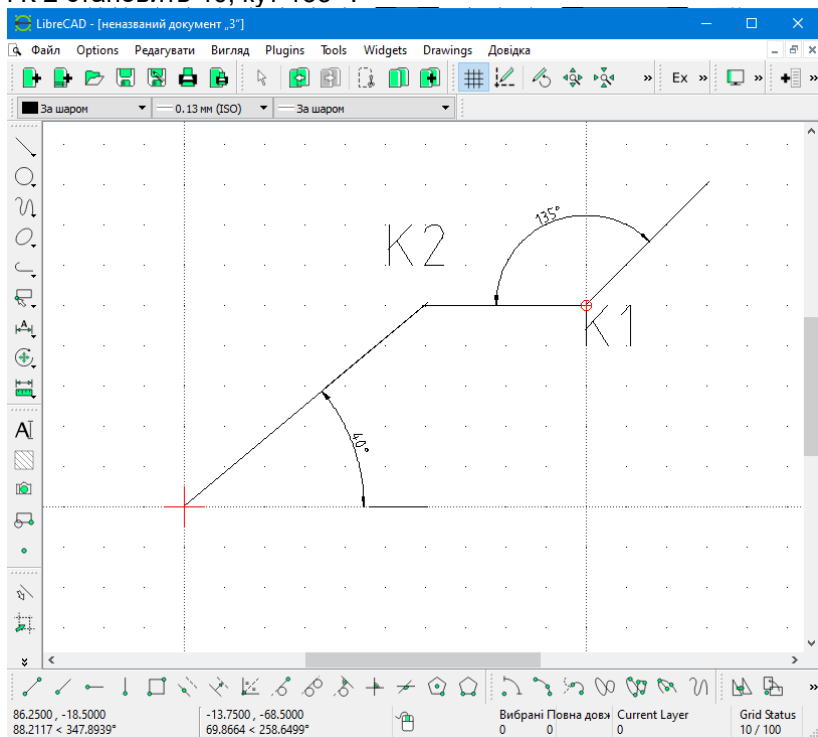 LibreCAD - [неназваний документ „3”]
Файл Options Редагувати Вигляд Plugins Tools Widgets Drawings Довідка
Ex
За шаром 0.13 мм (ISO) За шаром
135°
K2
K1
40°
86.2500 , -18.5000 -13.7500 , -68.5000 Вибрані Повна довж Current Layer Grid Status
88.2117 < 347.8939° 69.8664 < 258.6499° 0 0 0 10 / 100